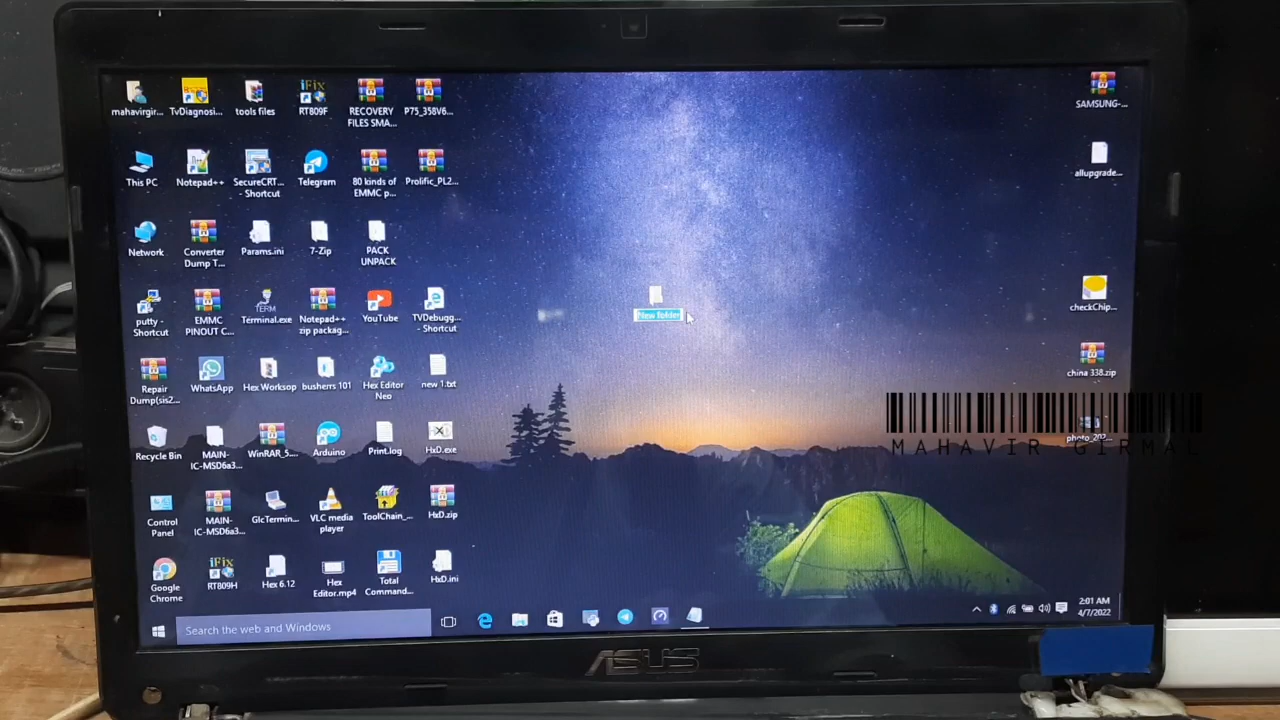 mahavirgir...
TvDiagnosi...
tools files
iFix
RT809F
RECOVERY
FILES SMA...
P75_358V6...
SAMSUNG-...
This PC
Notepad++
SecureCRT...
- Shortcut
Telegram
80 kinds of
EMMC p...
Prolific_PL2...
allupgrade...
Network
Converter
Dump T...
Params.ini
7-Zip
PACK
UNPACK
putty -
Shortcut
EMMC
PINOUT C...
TERM
Terminal.exe
Notepad++
zip packag...
YouTube
TVDebugg...
- Shortcut
New folder
checkChip...
Repair
Dump(sis2...
WhatsApp
Hex Worksop
busherrs 101
Hex Editor
Neo
new 1.txt
china 338.zip
Recycle Bin
MAIN-
IC-MSD6a3...
WinRAR_5....
Arduino
Print.log
HxD.exe
photo_202...
MAHAVIR GIRMAL
Control
Panel
MAIN-
IC-MSD6a3...
GlcTermin...
VLC media
player
ToolChain_...
HxD.zip
Google
Chrome
iFix
RT809H
Hex 6.12
Hex
Editor.mp4
Total
Command...
HxD.ini
Search the web and Windows
2:01 AM
4/7/2022
ASUS